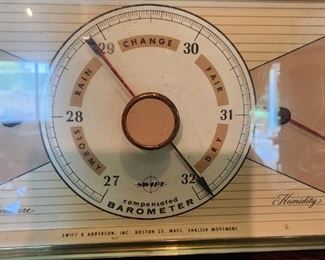 CHANGE
29
30
RAIN
FAIR
28
31
STORMY
DRY
27
32
SWIFT
compensated
BAROMETER
Humidity
SWIFT & ANDERSON, INC. BOSTON 23, MASS. ENGLISH MOVEMENT